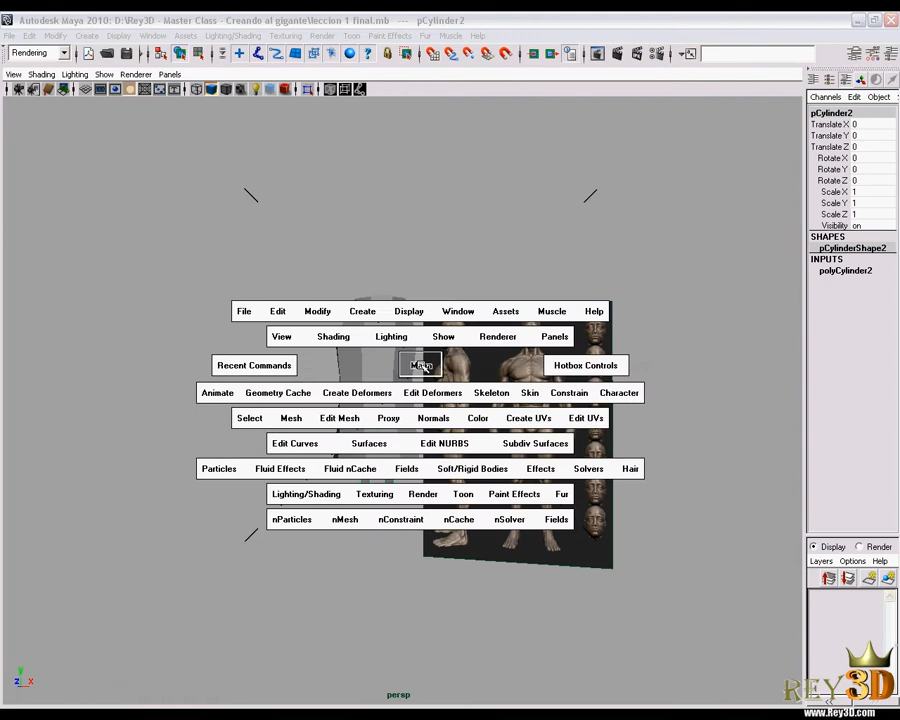 Autodesk Maya 2010: D:\Rey3D - Master Class - Creando al gigante\leccion 1 final.mb --- pCylinder2
File Edit Modify Create Display Window Assets Lighting/Shading Texturing Render Toon Paint Effects Fur Muscle Help
Rendering
View Shading Lighting Show Renderer Panels
Channels Edit Object
pCylinder2
Translate X 0
Translate Y 0
Translate Z 0
Rotate X 0
Rotate Y 0
Rotate Z 0
Scale X 1
Scale Y 1
Scale Z 1
Visibility on
SHAPES
pCylinderShape2
INPUTS
polyCylinder2
File Edit Modify Create Display Window Assets Muscle Help
View Shading Lighting Show Renderer Panels
Recent Commands Maya Hotbox Controls
Animate Geometry Cache Create Deformers Edit Deformers Skeleton Skin Constrain Character
Select Mesh Edit Mesh Proxy Normals Color Create UVs Edit UVs
Edit Curves Surfaces Edit NURBS Subdiv Surfaces
Particles Fluid Effects Fluid nCache Fields Soft/Rigid Bodies Effects Solvers Hair
Lighting/Shading Texturing Render Toon Paint Effects Fur
nParticles nMesh nConstraint nCache nSolver Fields
Display Render
Layers Options Help
persp
REY3D
www.Rey3D.com